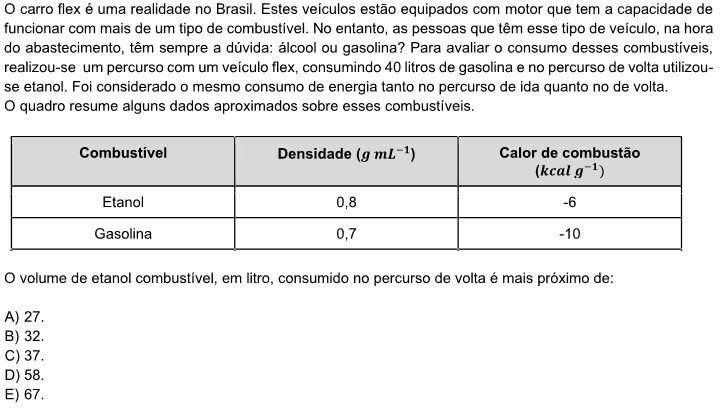 O carro flex é uma realidade no Brasil. Estes veículos estão equipados com motor que tem a capacidade de
funcionar com mais de um tipo de combustível. No entanto, as pessoas que têm esse tipo de veículo, na hora
do abastecimento, têm sempre a dúvida: álcool ou gasolina? Para avaliar o consumo desses combustíveis,
realizou-se um percurso com um veículo flex, consumindo 40 litros de gasolina e no percurso de volta utilizou-
se etanol. Foi considerado o mesmo consumo de energia tanto no percurso de ida quanto no de volta.
O quadro resume alguns dados aproximados sobre esses combustíveis.
Combustível Densidade (g mL⁻¹) Calor de combustão
(kcal g⁻¹)
Etanol 0,8 -6
Gasolina 0,7 -10
O volume de etanol combustível, em litro, consumido no percurso de volta é mais próximo de:
A) 27.
B) 32.
C) 37.
D) 58.
E) 67.